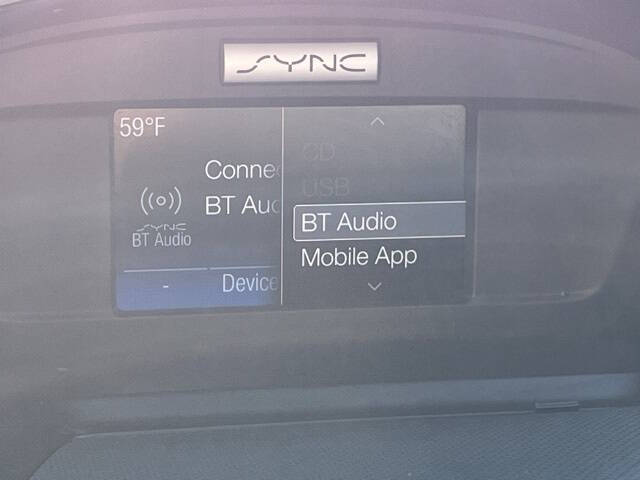 SYNC
59°F
Conne
BT Auc
SYNC
BT Audio
-
Device
CD
USB
BT Audio
Mobile App